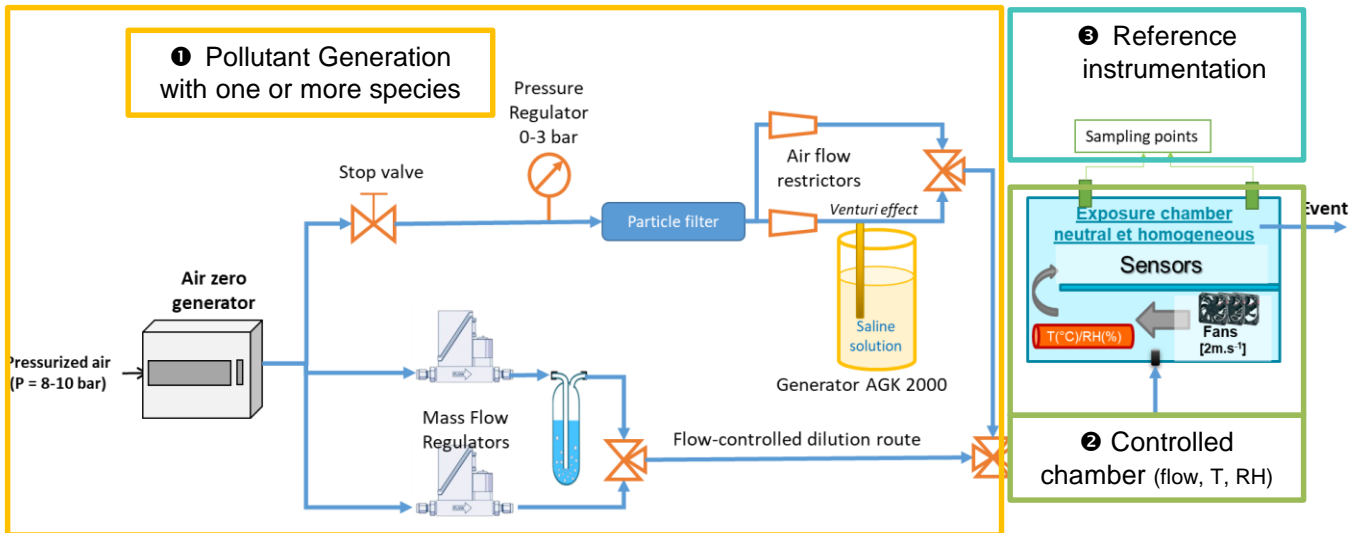 ❶ Pollutant Generation
with one or more species
Pressure
Regulator
0-3 bar
Stop valve
Particle filter
Air flow
restrictors
Venturi effect
Saline
solution
Generator AGK 2000
Air zero
generator
Pressurized air
(P = 8-10 bar)
FLOW
Mass Flow
Regulators
FLOW
Flow-controlled dilution route
❸ Reference
instrumentation
Sampling points
Event
Exposure chamber
neutral et homogeneous
Sensors
T(°C)/RH(%)
Fans
[2m.s-1]
❷ Controlled
chamber (flow, T, RH)